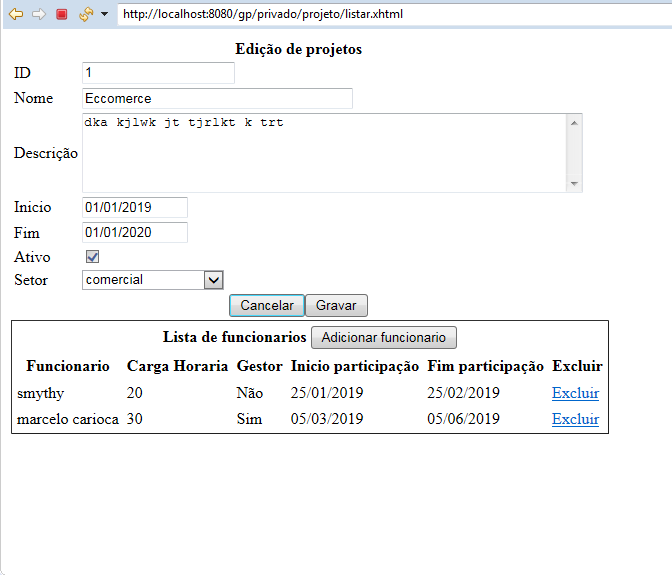 http://localhost:8080/gp/privado/projeto/listar.xhtml
Edição de projetos
ID 1
Nome Eccomerce
Descrição dka kjlwk jt tjrlkt k trt
Inicio 01/01/2019
Fim 01/01/2020
Ativo
Setor comercial
Cancelar Gravar
Lista de funcionarios Adicionar funcionario
Funcionario Carga Horaria Gestor Inicio participação Fim participação Excluir
smythy 20 Não 25/01/2019 25/02/2019 Excluir
marcelo carioca 30 Sim 05/03/2019 05/06/2019 Excluir